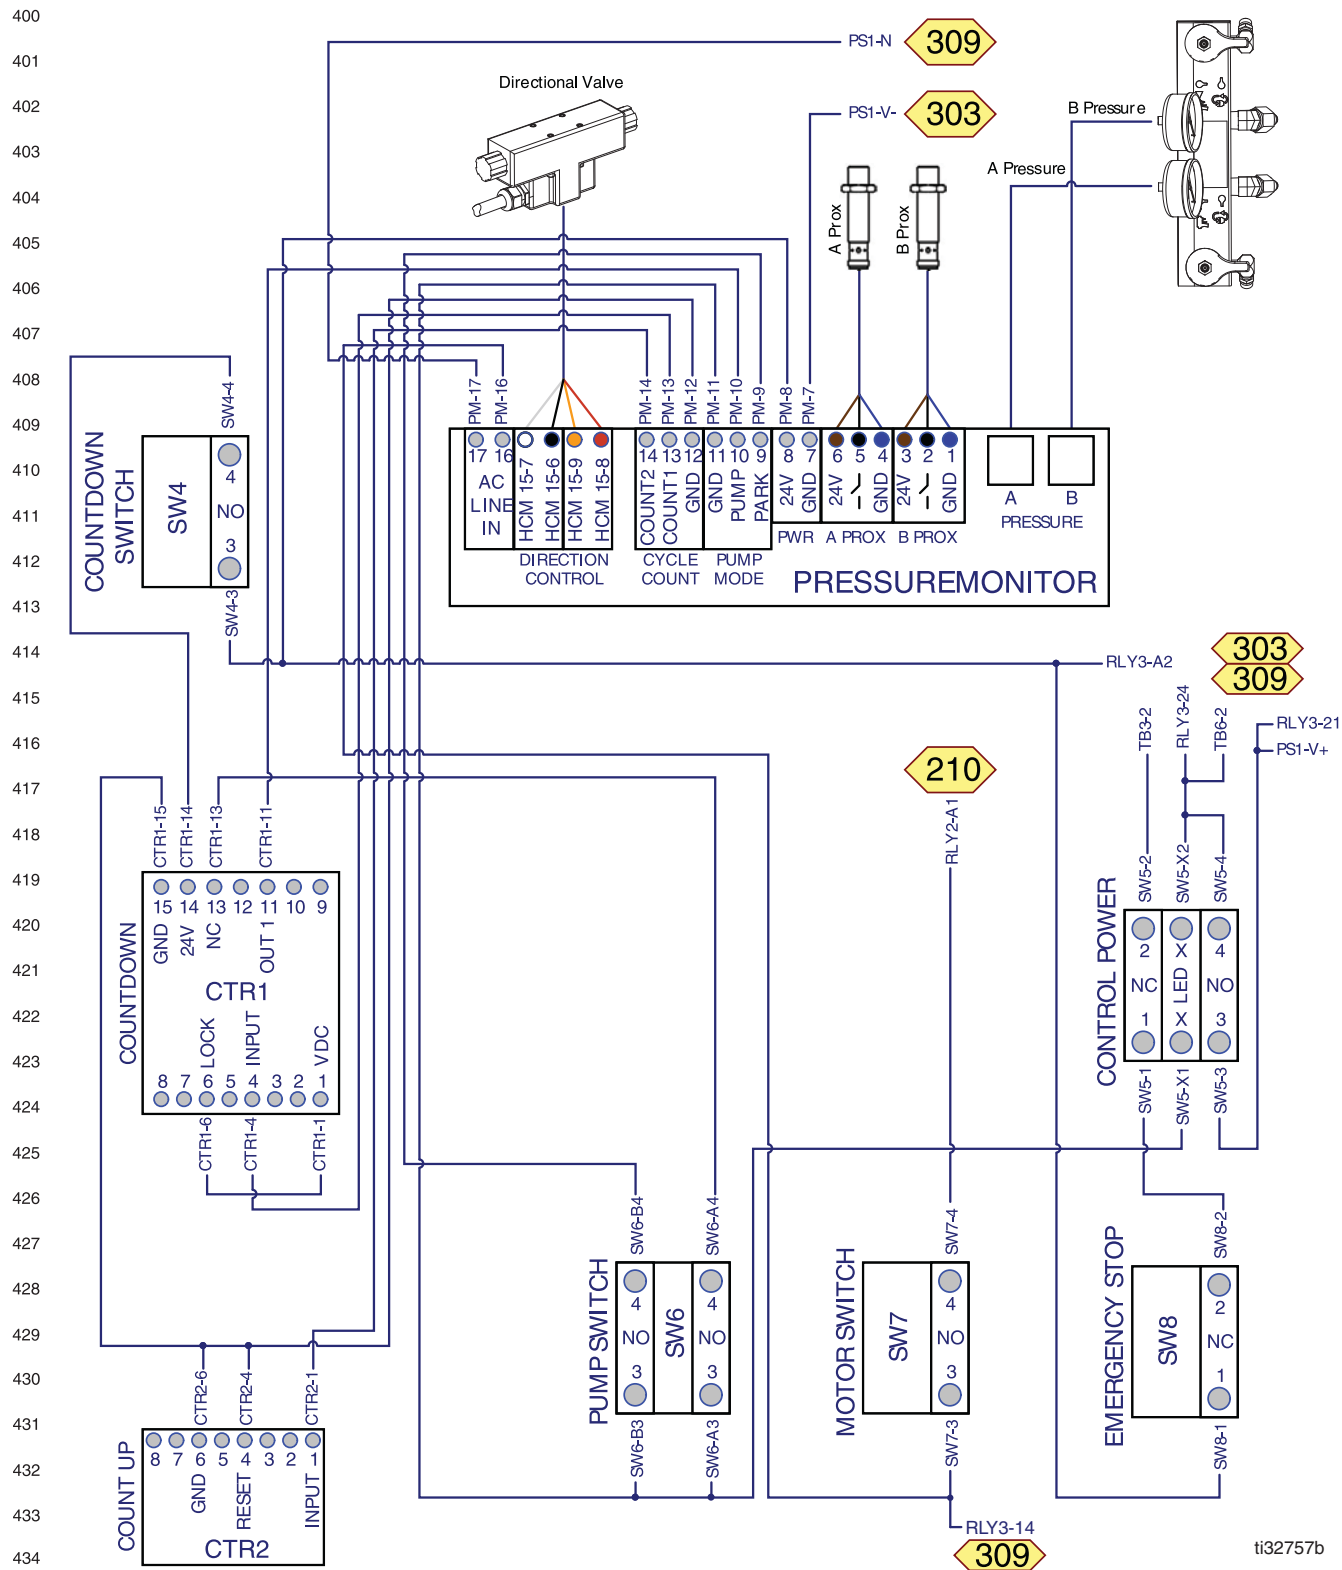 400
401
402
403
404
405
406
407
408
409
410
411
412
413
414
415
416
417
418
419
420
421
422
423
424
425
426
427
428
429
430
431
432
433
434
PS1-N
309
Directional Valve
PS1-V-
303
B Pressure
A Pressure
A Prox
B Prox
SW4-4
COUNTDOWN
SWITCH
SW4
4
NO
3
SW4-3
PM-17
PM-16
PM-14
PM-13
PM-12
PM-11
PM-10
PM-9
PM-8
PM-7
17
16
AC
LINE
IN
HCM 15-7
HCM 15-6
HCM 15-9
HCM 15-8
DIRECTION
CONTROL
14
13
12
COUNT2
COUNT1
GND
CYCLE
COUNT
11
10
9
GND
PUMP
PARK
PUMP
MODE
8
7
24V
GND
PWR
6
5
4
24V
GND
A PROX
3
2
1
24V
GND
B PROX
A
B
PRESSURE
PRESSUREMONITOR
RLY3-A2
303
309
TB3-2
RLY3-24
TB6-2
RLY3-21
PS1-V+
210
RLY2-A1
CTR1-15
CTR1-14
CTR1-13
CTR1-11
COUNTDOWN
15
14
13
12
11
10
9
GND
24V
NC
OUT 1
CTR1
LOCK
INPUT
VDC
8
7
6
5
4
3
2
1
CTR1-6
CTR1-4
CTR1-1
CONTROL POWER
SW5-2
SW5-X2
SW5-4
2
NC
1
X
LED
X
4
NO
3
SW5-1
SW5-X1
SW5-3
SW6-B4
SW6-A4
PUMP SWITCH
4
NO
3
SW6
4
NO
3
SW6-B3
SW6-A3
SW7-4
MOTOR SWITCH
SW7
4
NO
3
SW7-3
SW8-2
EMERGENCY STOP
SW8
2
NC
1
SW8-1
CTR2-6
CTR2-4
CTR2-1
COUNT UP
8
7
6
5
4
3
2
1
GND
RESET
INPUT
CTR2
RLY3-14
309
ti32757b